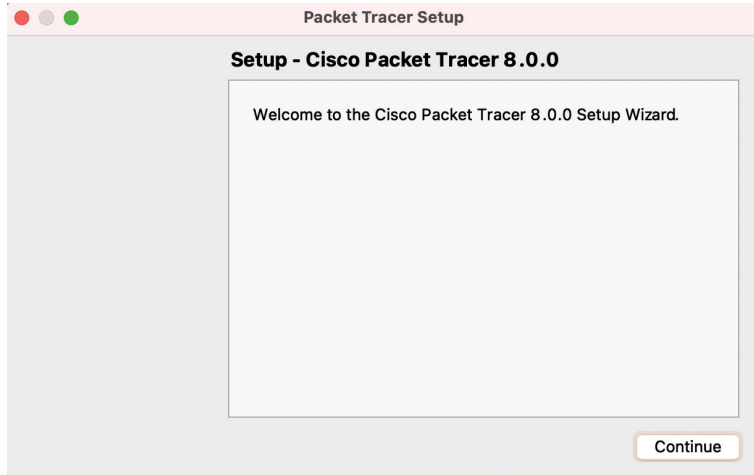 Packet Tracer Setup
Setup - Cisco Packet Tracer 8.0.0
Welcome to the Cisco Packet Tracer 8.0.0 Setup Wizard.
Continue